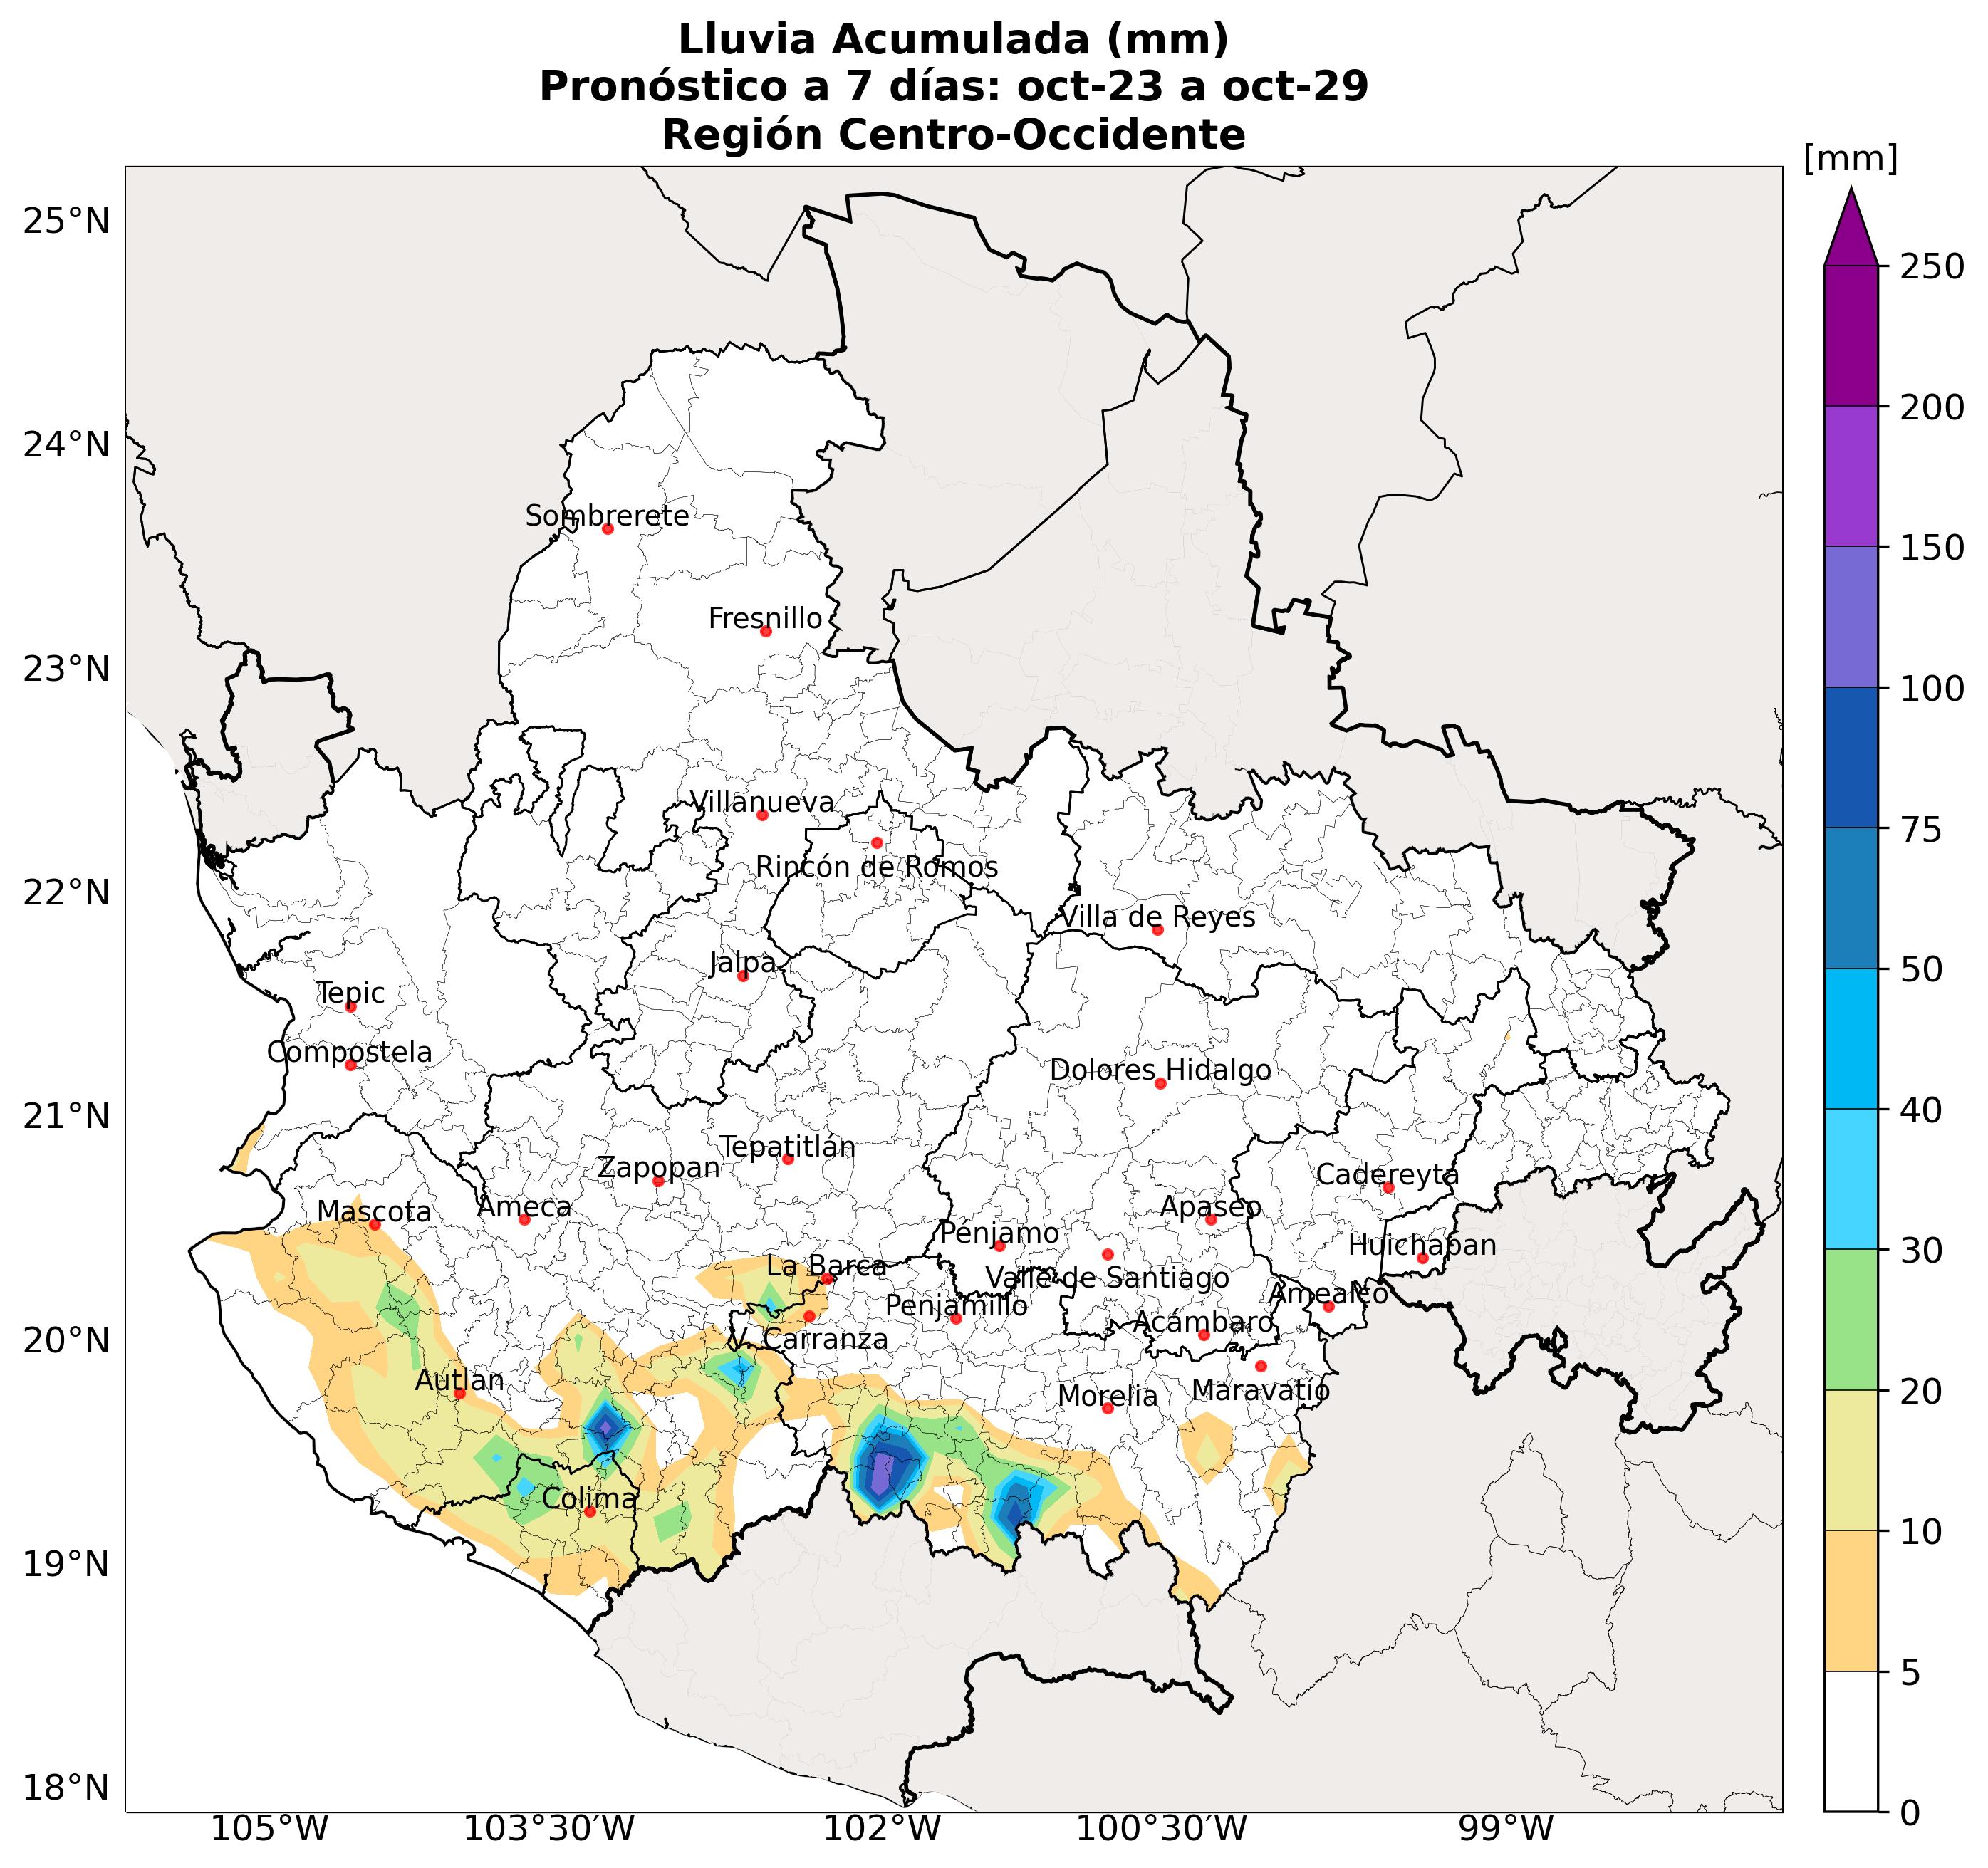 Lluvia Acumulada (mm)
Pronóstico a 7 días: oct-23 a oct-29
Región Centro-Occidente
[mm]
25°N
250
200
24°N
Sombrerete
150
Fresnillo
23°N
100
Villanueva
75
Rincón de Romos
22°N
Villa de Reyes
Jalpa
50
Tepic
Compostela
Dolores Hidalgo
21°N
40
Tepatitlán
Zapopan
Cadereyta
Mascota
Ameca
Apaseo
Pénjamo
Huichapan
30
La Barca
Valle de Santiago
Amealco
Penjamillo
Acámbaro
20°N
V. Carranza
Autlan
Maravatío
Morelia
20
Colima
10
19°N
5
18°N
0
105°W
103°30'W
102°W
100°30'W
99°W